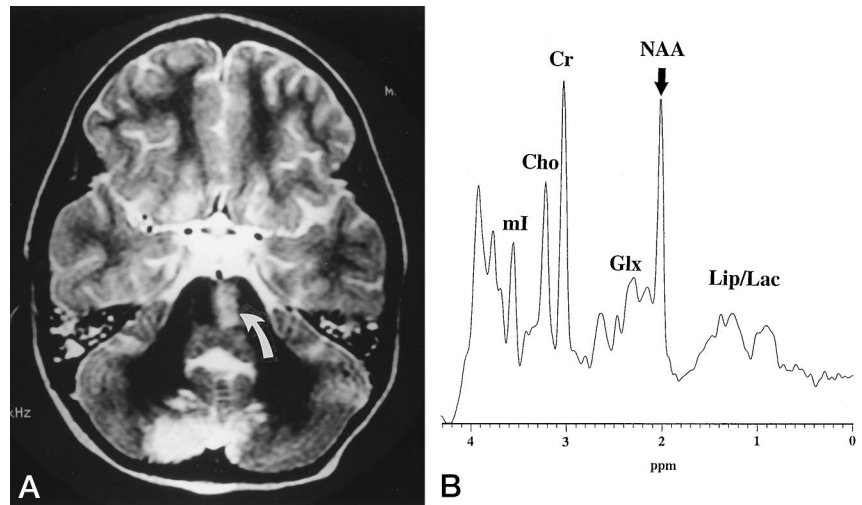 A
M.
kHz
B
NAA
Cr
Cho
mI
Glx
Lip/Lac
4 3 2 1 0
ppm